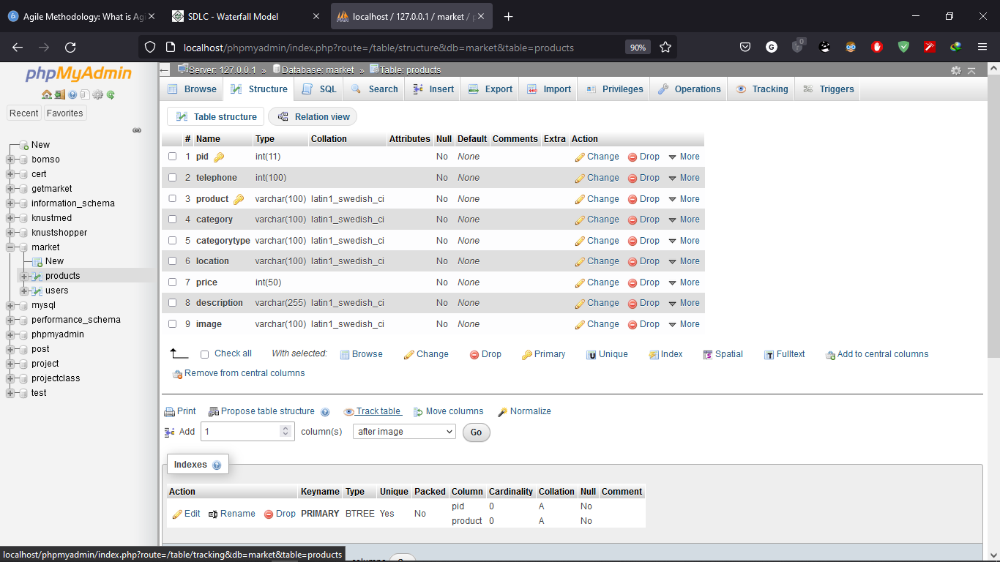 Agile Methodology: What is Ag
SDLC - Waterfall Model
localhost / 127.0.0.1 / market / p
localhost/phpmyadmin/index.php?route=/table/structure&db=market&table=products
90%
phpMyAdmin
Recent
Favorites
New
bomso
cert
getmarket
information_schema
knustmed
knustshopper
market
New
products
users
mysql
performance_schema
phpmyadmin
post
project
projectclass
test
Server: 127.0.0.1 » Database: market » Table: products
Browse Structure SQL Search Insert Export Import Privileges Operations Tracking Triggers
Table structure Relation view
# Name Type Collation Attributes Null Default Comments Extra Action
1 pid int(11) No None Change Drop More
2 telephone int(100) No None Change Drop More
3 product varchar(100) latin1_swedish_ci No None Change Drop More
4 category varchar(100) latin1_swedish_ci No None Change Drop More
5 categorytype varchar(100) latin1_swedish_ci No None Change Drop More
6 location varchar(100) latin1_swedish_ci No None Change Drop More
7 price int(50) No None Change Drop More
8 description varchar(255) latin1_swedish_ci No None Change Drop More
9 image varchar(100) latin1_swedish_ci No None Change Drop More
Check all With selected: Browse Change Drop Primary Unique Index Spatial Fulltext Add to central columns
Remove from central columns
Print Propose table structure Track table Move columns Normalize
Add 1 column(s) after image Go
Indexes
Action Keyname Type Unique Packed Column Cardinality Collation Null Comment
Edit Rename Drop PRIMARY BTREE Yes No pid 0 A No
product 0 A No
localhost/phpmyadmin/index.php?route=/table/tracking&db=market&table=products